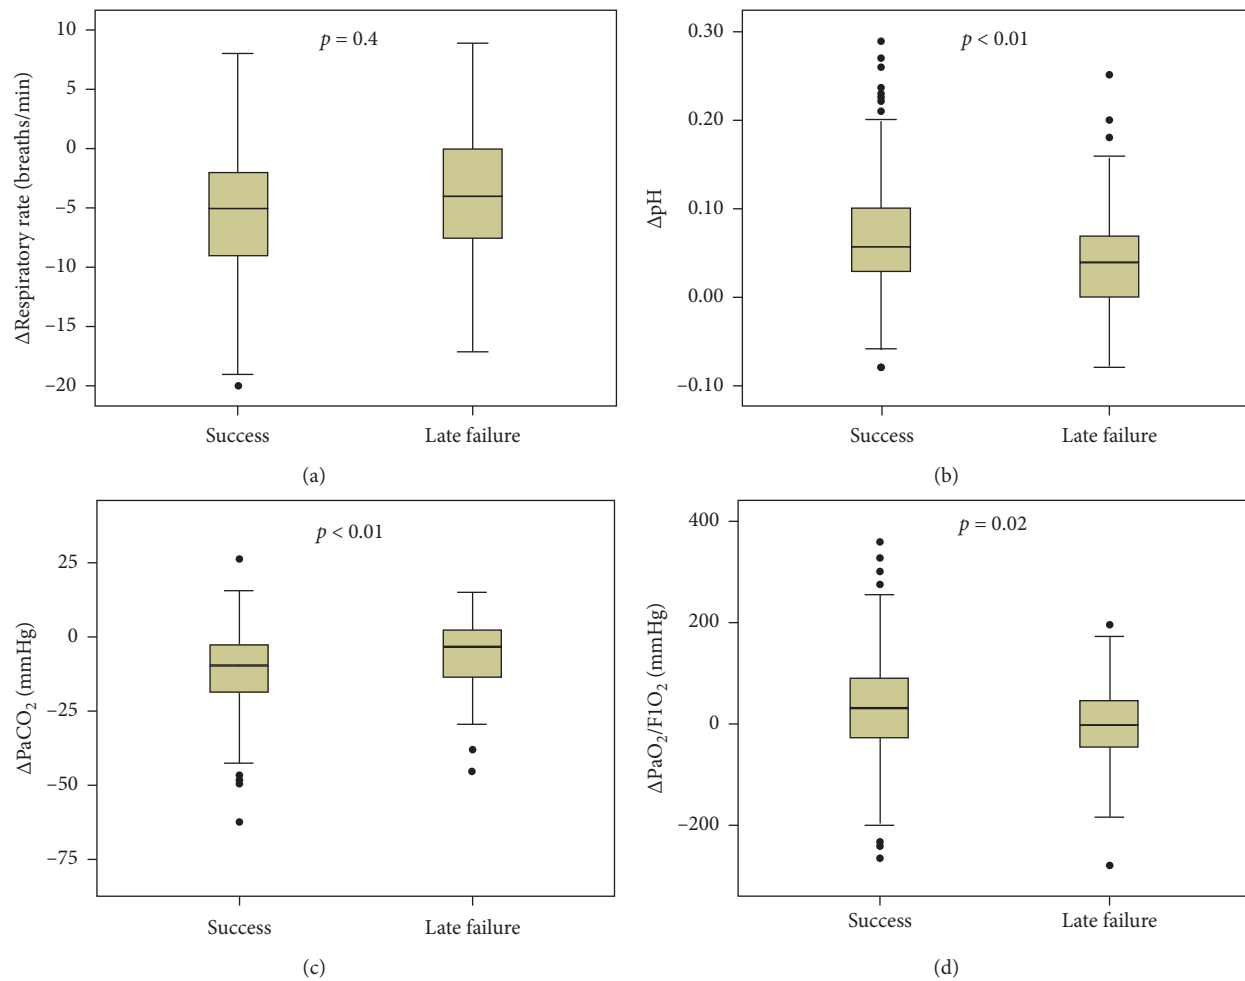 p = 0.4
ΔRespiratory rate (breaths/min)
10
5
0
−5
−10
−15
−20
Success
Late failure
(a)
p < 0.01
ΔpH
0.30
0.20
0.10
0.00
−0.10
Success
Late failure
(b)
p < 0.01
ΔPaCO₂ (mmHg)
25
0
−25
−50
−75
Success
Late failure
(c)
p = 0.02
ΔPaO₂/F1O₂ (mmHg)
400
200
0
−200
Success
Late failure
(d)